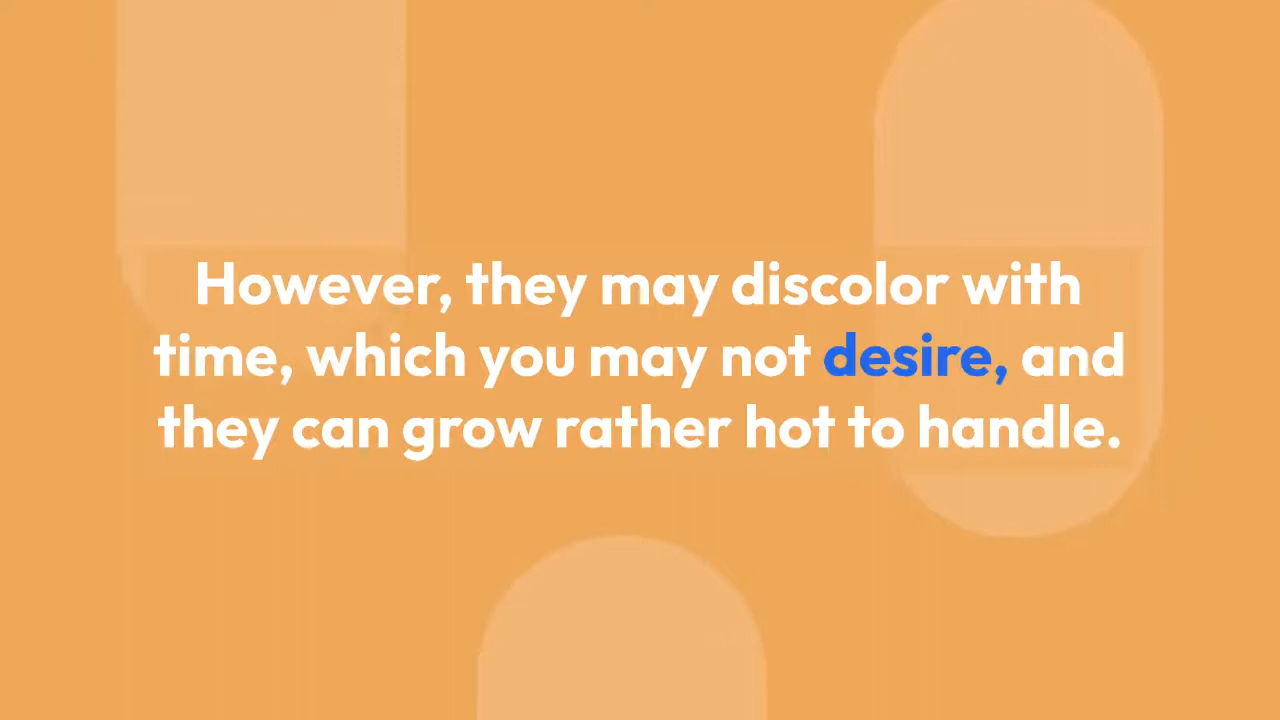 However, they may discolor with
time, which you may not desire, and
they can grow rather hot to handle.